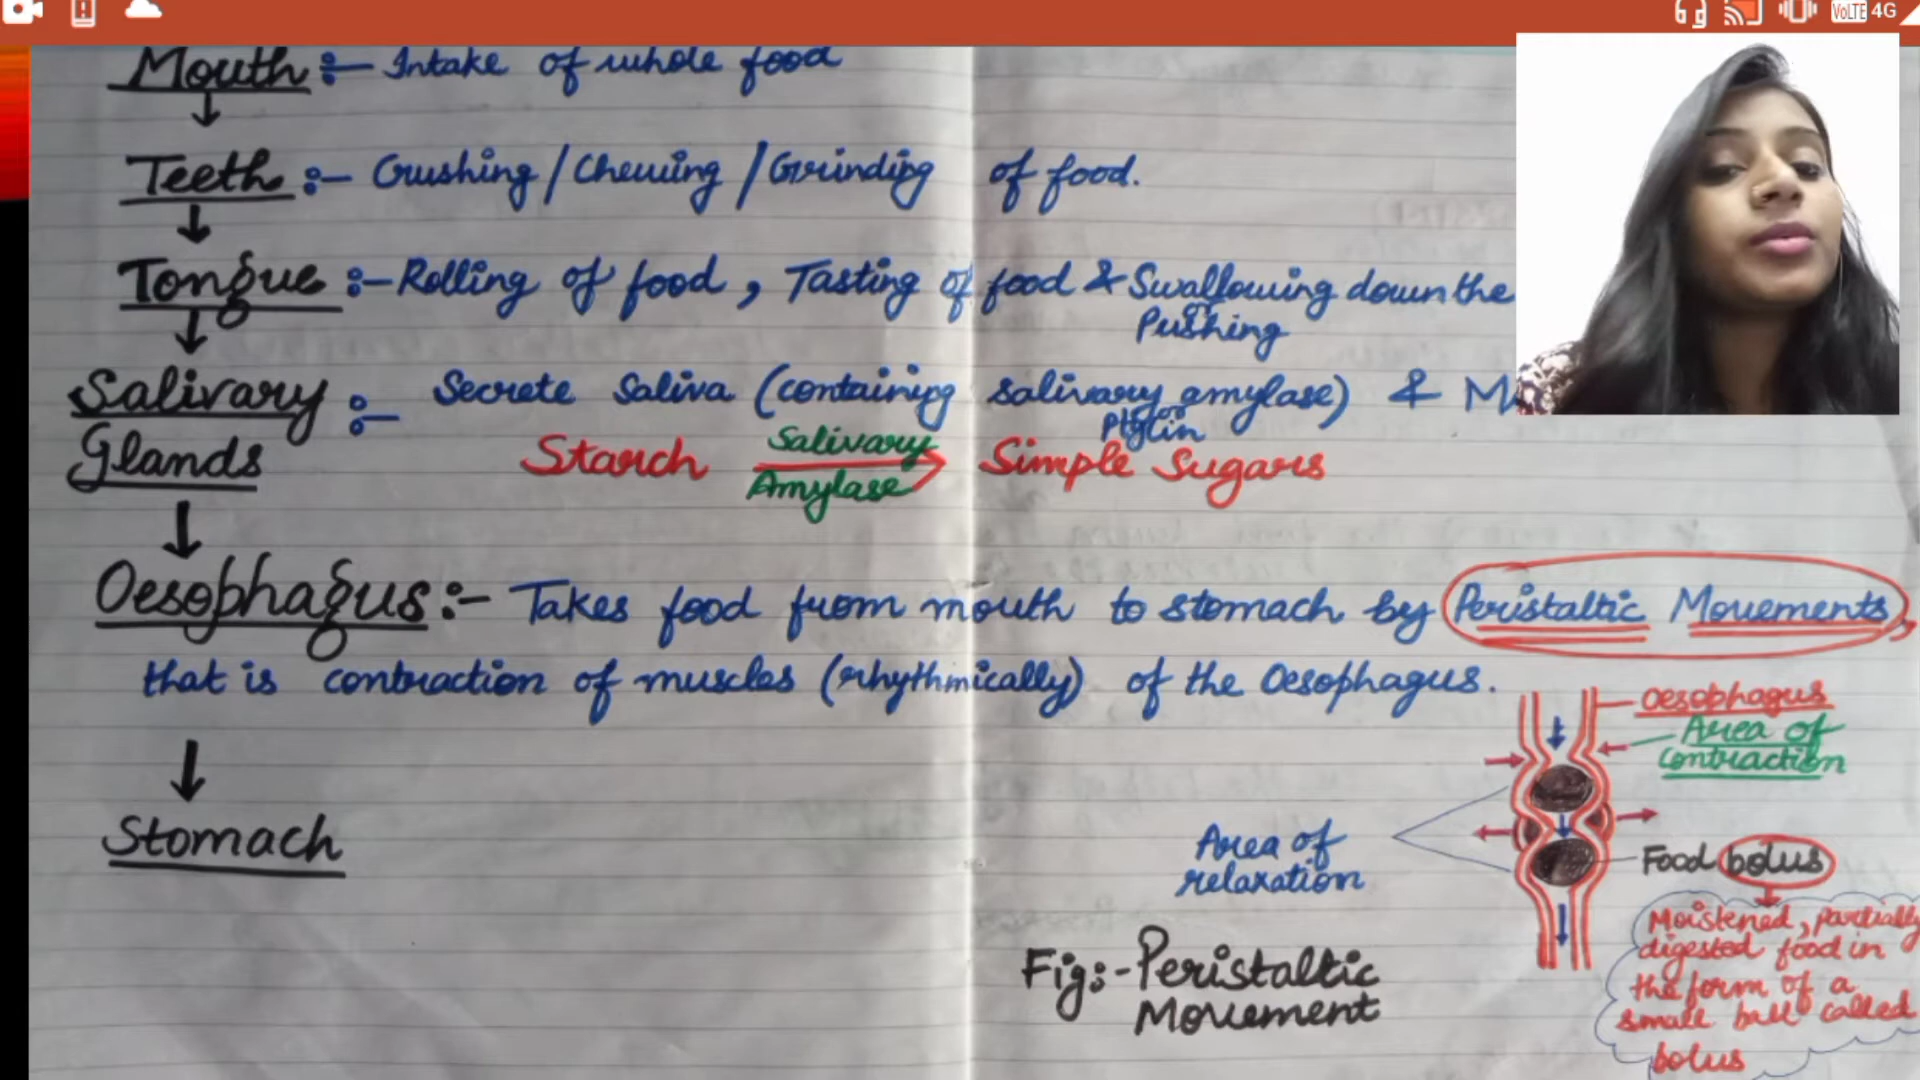 VoLTE 4G
Mouth :- Intake of whole food
Teeth :- Crushing / Chewing / Grinding of food.
Tongue :- Rolling of food, Tasting of food & Swallowing down the
or
Pushing
Salivary Glands :- Secrete Saliva (containing salivary amylase) &
or
Ptylin
Starch Salivary Amylase Simple Sugars
Oesophagus :- Takes food from mouth to stomach by Peristaltic Movements,
that is contraction of muscles (rhythmically) of the Oesophagus.
Stomach
Oesophagus
Area of
contraction
Area of
relaxation
Food bolus
Moistened, partially
digested food in
the form of a
small ball called
bolus
Fig:- Peristaltic
Movement